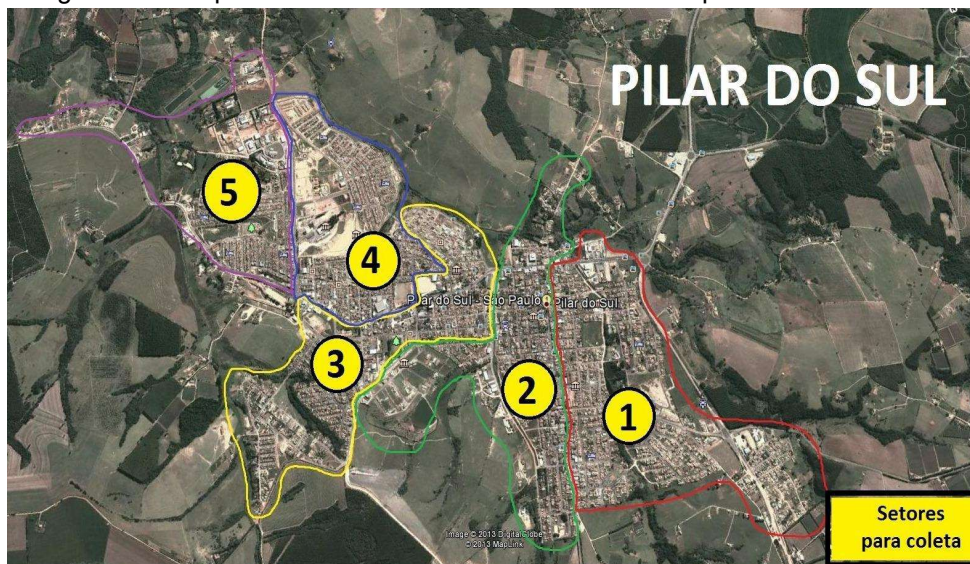 PILAR DO SUL
5
4
Pilar do Sul - São Paulo
Pilar do Sul
3
2
1
Image © 2013 DigitalGlobe
© 2013 MapLink
Setores
para coleta